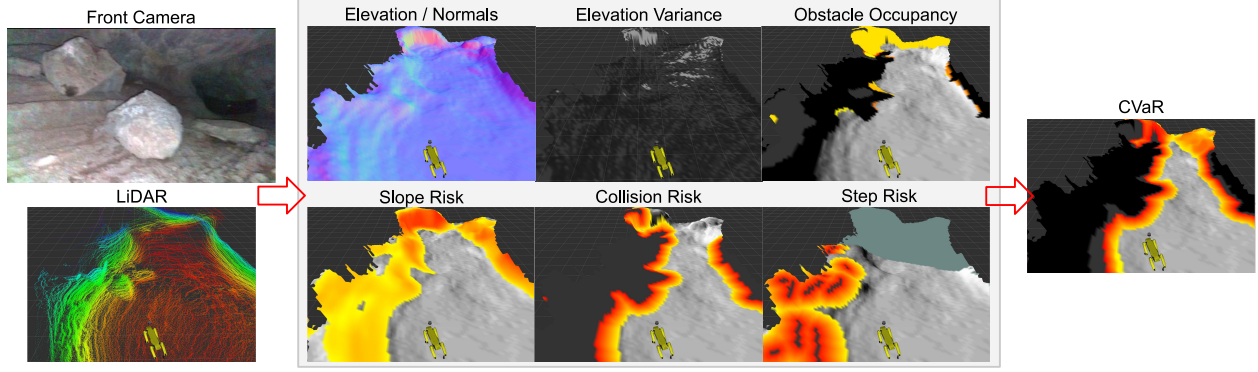 Front Camera
Elevation / Normals
Elevation Variance
Obstacle Occupancy
CVaR
LiDAR
Slope Risk
Collision Risk
Step Risk